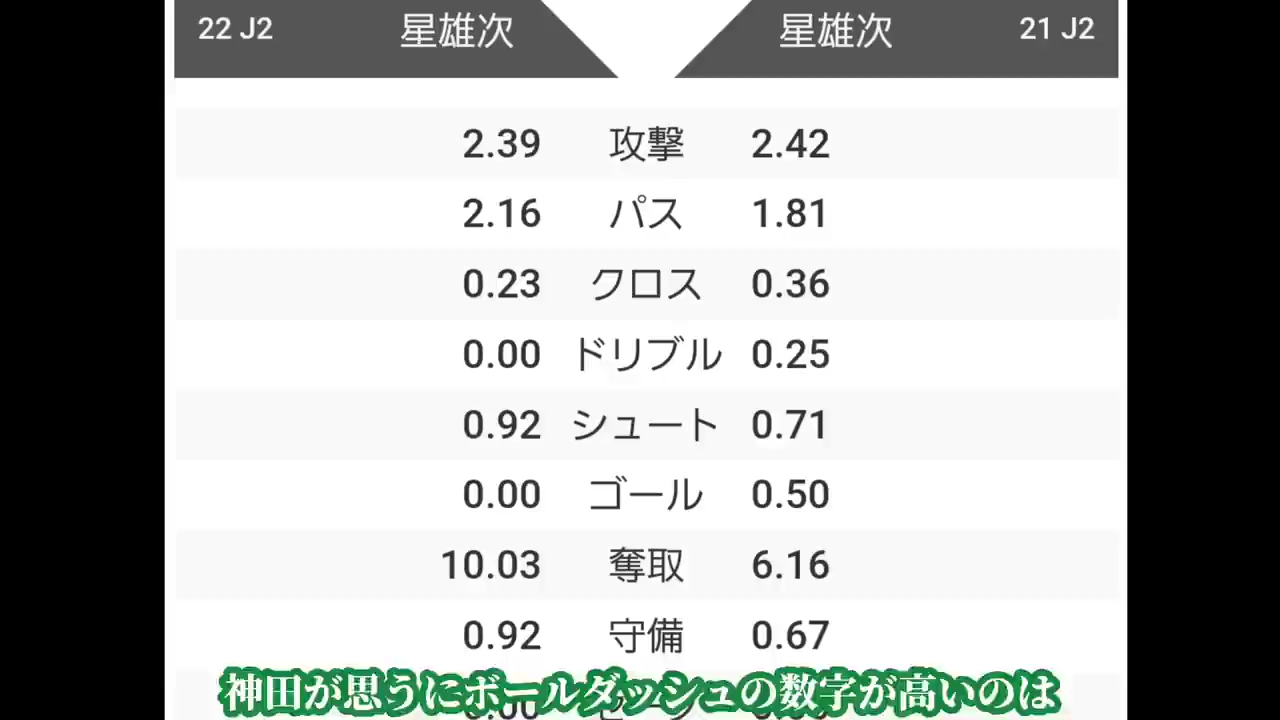 22 J2 星雄次 星雄次 21 J2
2.39 攻撃 2.42
2.16 パス 1.81
0.23 クロス 0.36
0.00 ドリブル 0.25
0.92 シュート 0.71
0.00 ゴール 0.50
10.03 奪取 6.16
0.92 守備 0.67
神田が思うにボールダッシュの数字が高いのは